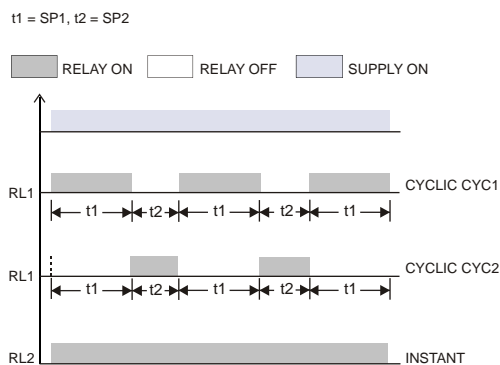 t1 = SP1, t2 = SP2
RELAY ON RELAY OFF SUPPLY ON
RL1 CYCLIC CYC1
t1 t2 t1 t2 t1
RL1 CYCLIC CYC2
t1 t2 t1 t2 t1
RL2 INSTANT